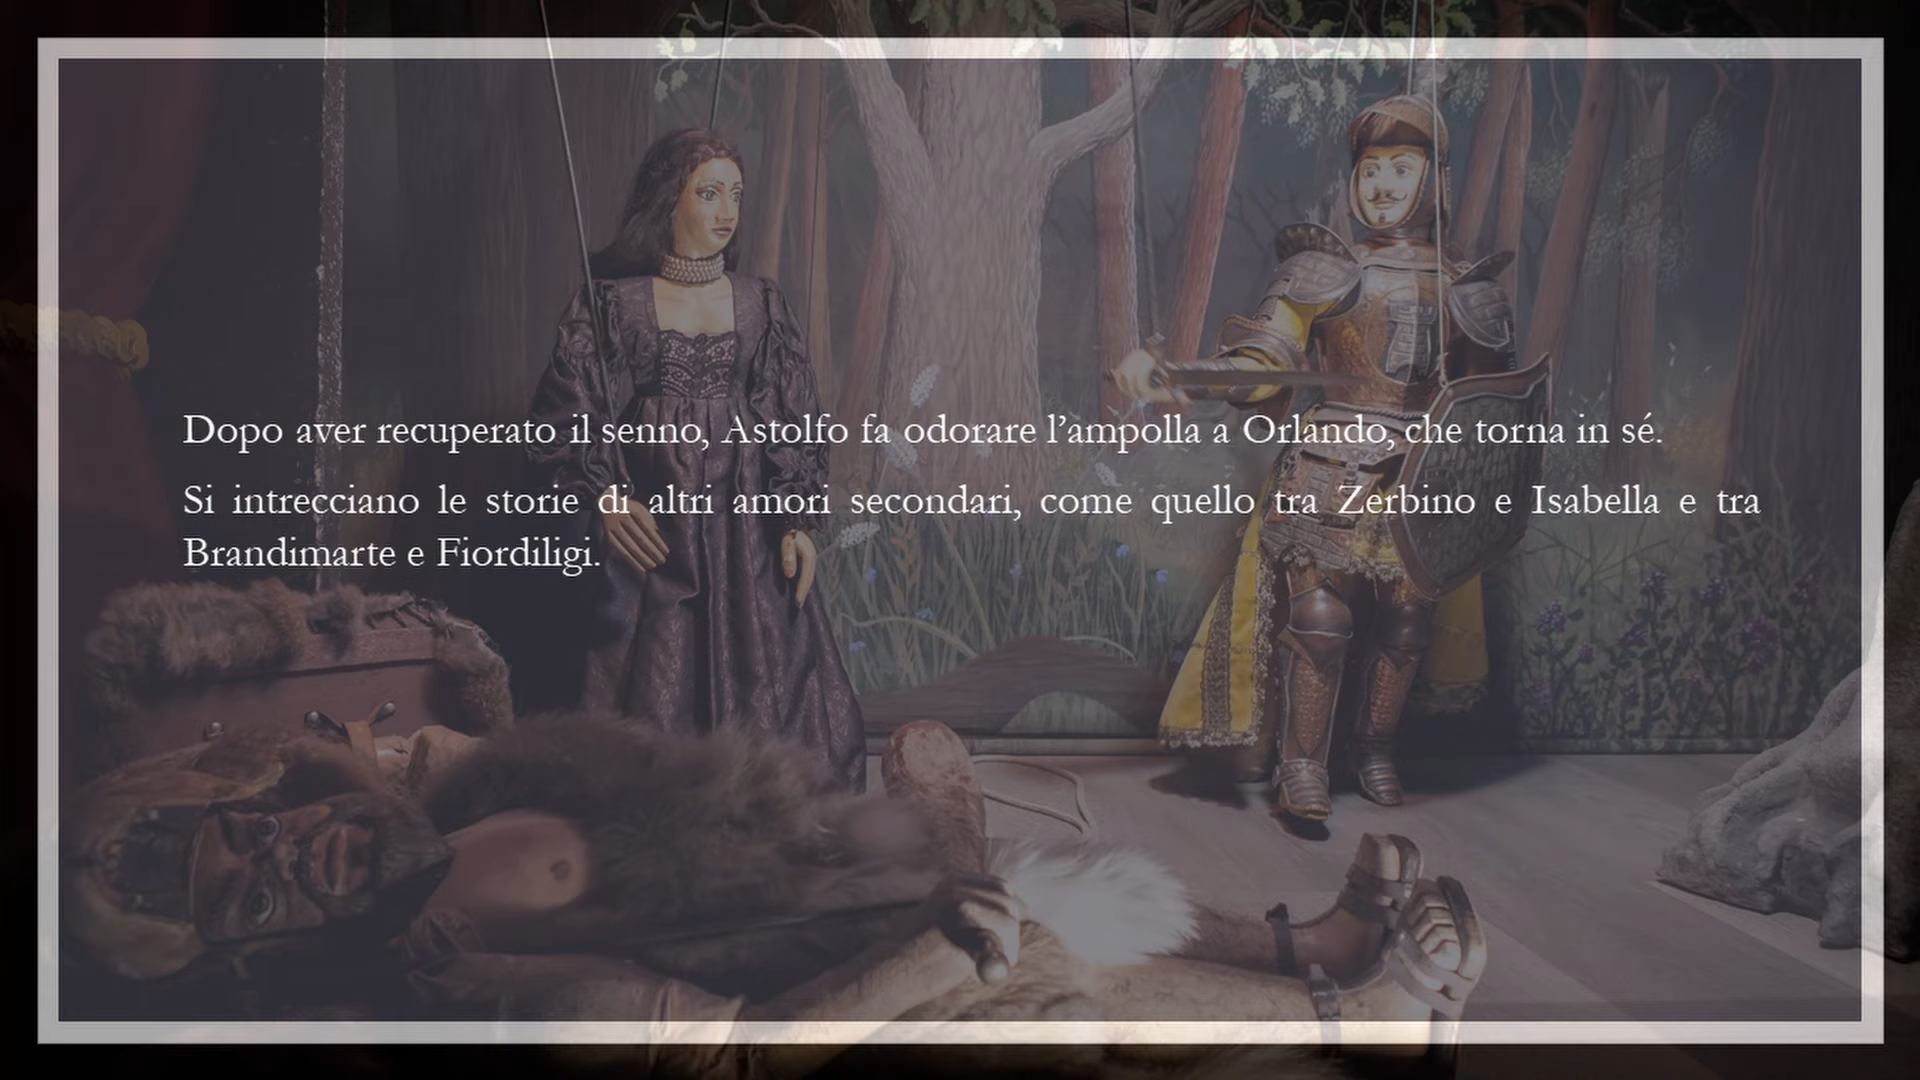 Dopo aver recuperato il senno, Astolfo fa odorare l’ampolla a Orlando, che torna in sé.
Si intrecciano le storie di altri amori secondari, come quello tra Zerbino e Isabella e tra
Brandimarte e Fiordiligi.